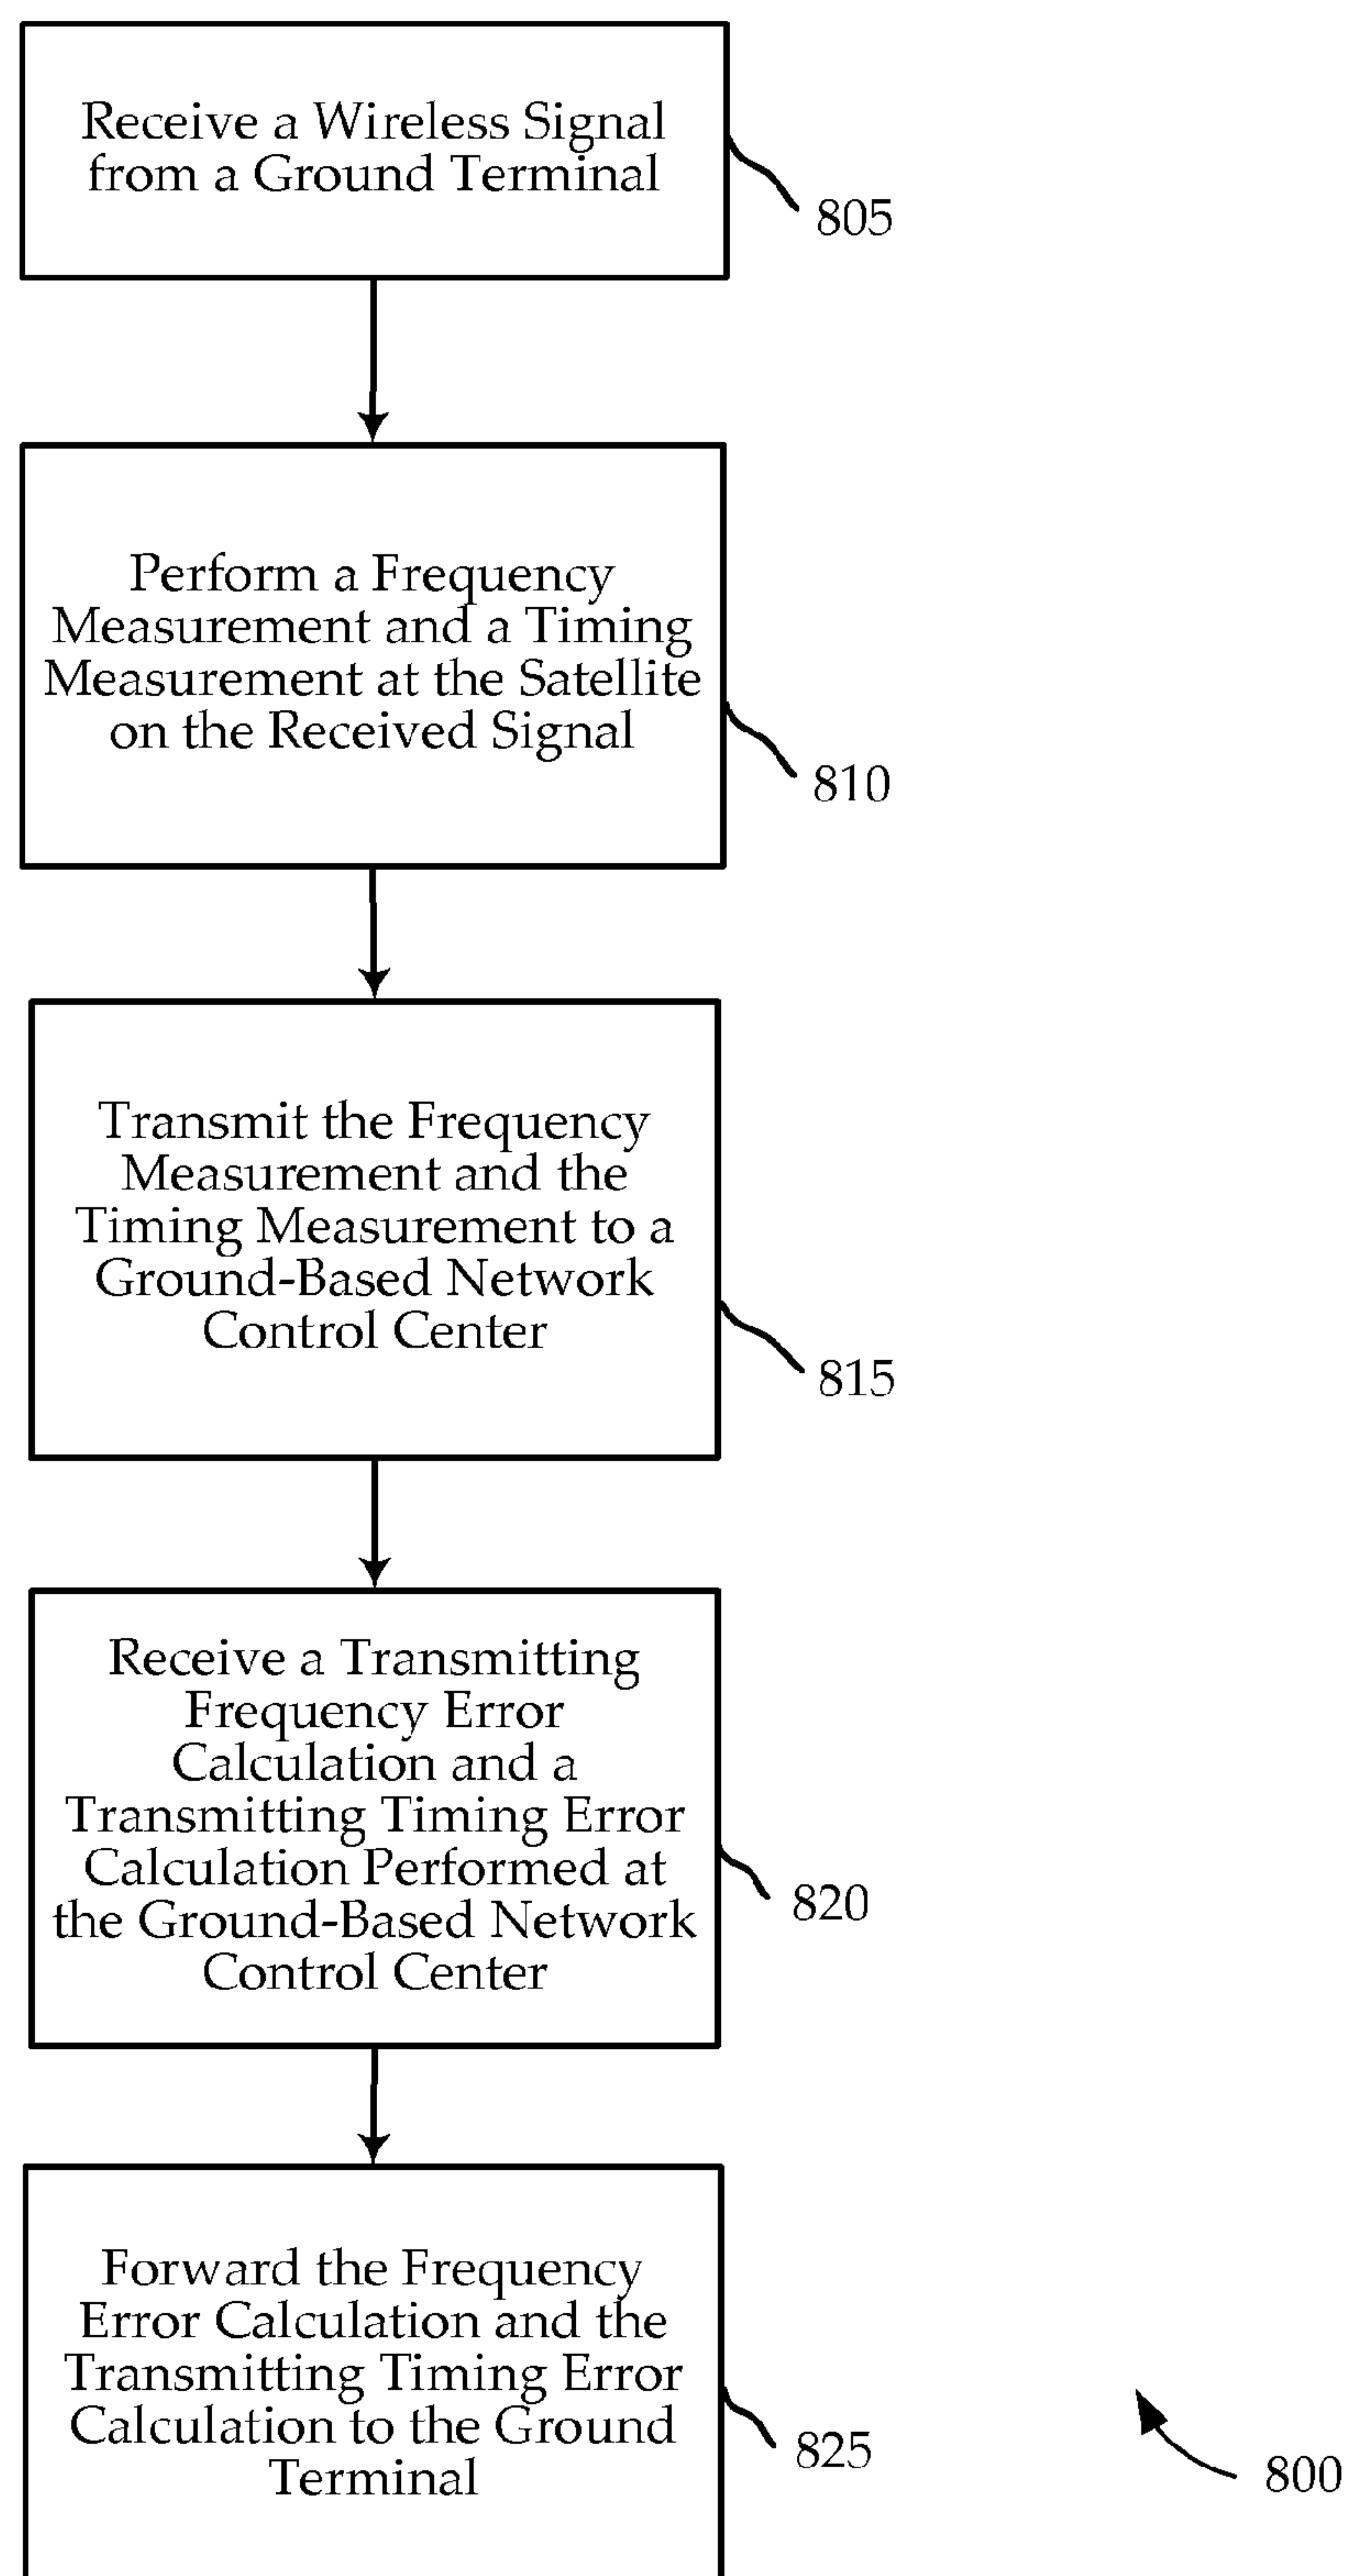 Receive a Wireless Signal
from a Ground Terminal
805
Perform a Frequency
Measurement and a Timing
Measurement at the Satellite
on the Received Signal
810
Transmit the Frequency
Measurement and the
Timing Measurement to a
Ground-Based Network
Control Center
815
Receive a Transmitting
Frequency Error
Calculation and a
Transmitting Timing Error
Calculation Performed at
the Ground-Based Network
Control Center
820
Forward the Frequency
Error Calculation and the
Transmitting Timing Error
Calculation to the Ground
Terminal
825
800